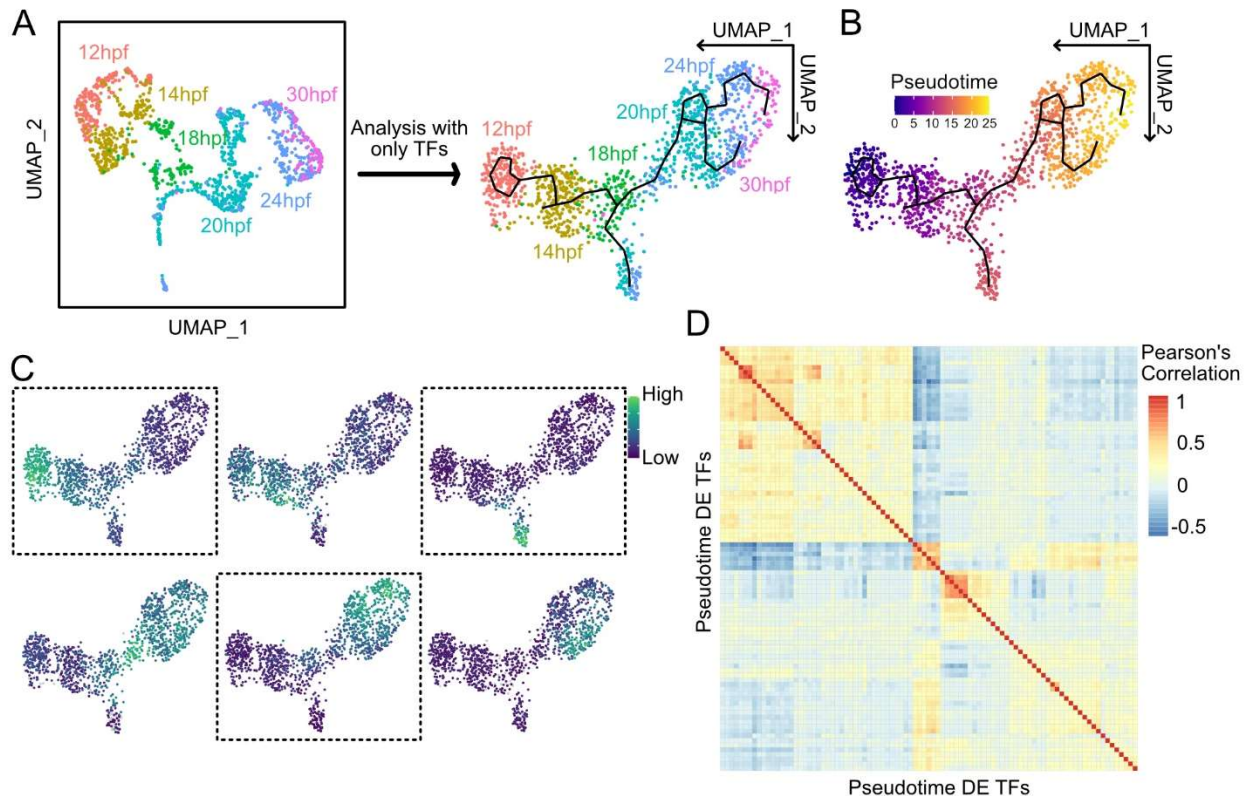 A
12hpf
14hpf
18hpf
30hpf
24hpf
20hpf
UMAP_2
UMAP_1
Analysis with
only TFs
UMAP_1
UMAP_2
24hpf
20hpf
12hpf
18hpf
30hpf
14hpf
B
UMAP_1
UMAP_2
Pseudotime
0 5 10 15 20 25
C
High
Low
D
Pearson's
Correlation
1
0.5
0
-0.5
Pseudotime DE TFs
Pseudotime DE TFs